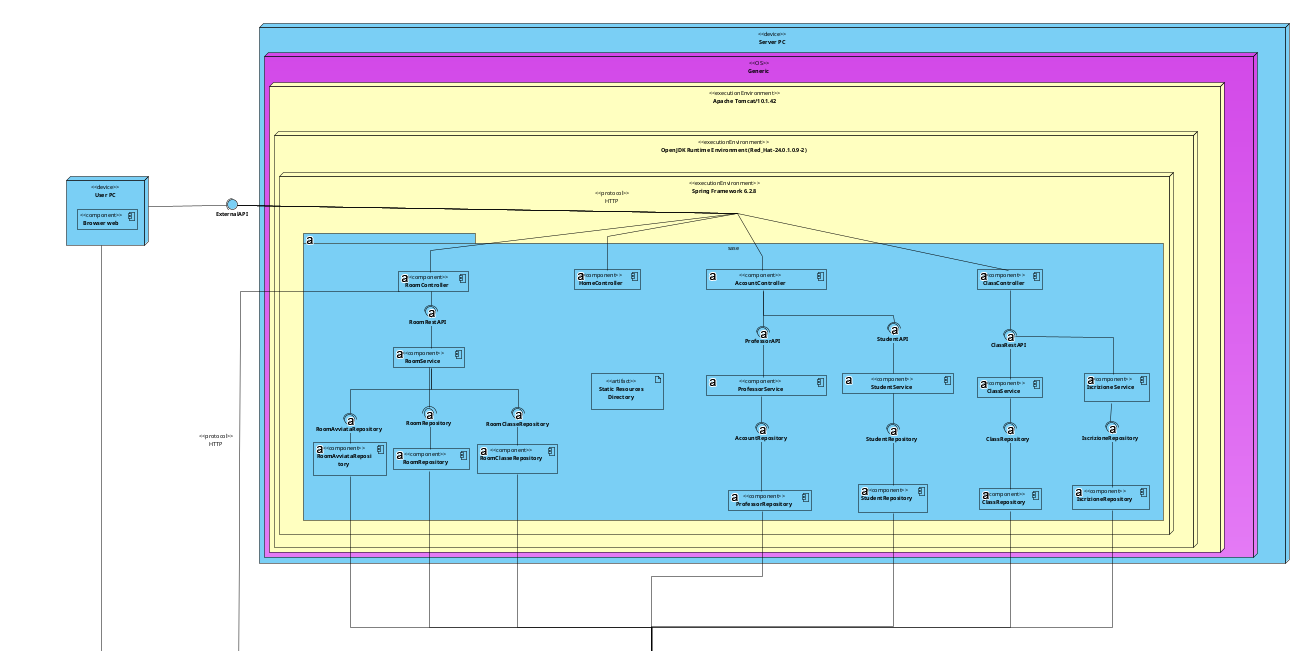 <<device>>
Server PC
<<OS>>
Generic
<<executionEnvironment>>
Apache Tomcat/10.1.42
<<executionEnvironment>>
OpenJDK Runtime Environment (Red_Hat-24.0.1.0.9-2)
<<executionEnvironment>>
Spring Framework 6.2.8
<<protocol>>
HTTP
<<device>>
User PC
<<component>>
Browser web
ExternalAPI
a
sase
a
<<component>>
RoomController
a
<<component>>
HomeController
a
<<component>>
AccountController
a
<<component>>
ClassController
a
RoomRestAPI
a
ProfessorAPI
a
StudentAPI
a
ClassRestAPI
a
<<component>>
RoomService
<<artifact>>
Static Resources
Directory
a
<<component>>
ProfessorService
a
<<component>>
StudentService
a
<<component>>
ClassService
a
<<component>>
IscrizioneService
a
RoomAvviataRepository
a
RoomRepository
a
RoomClasseRepository
a
AccountRepository
a
StudentRepository
a
ClassRepository
a
IscrizioneRepository
<<protocol>>
HTTP
a
<<component>>
RoomAvviataReposi
tory
a
<<component>>
RoomRepository
a
<<component>>
RoomClasseRepository
a
<<component>>
ProfessorRepository
a
<<component>>
StudentRepository
a
<<component>>
ClassRepository
a
<<component>>
IscrizioneRepository